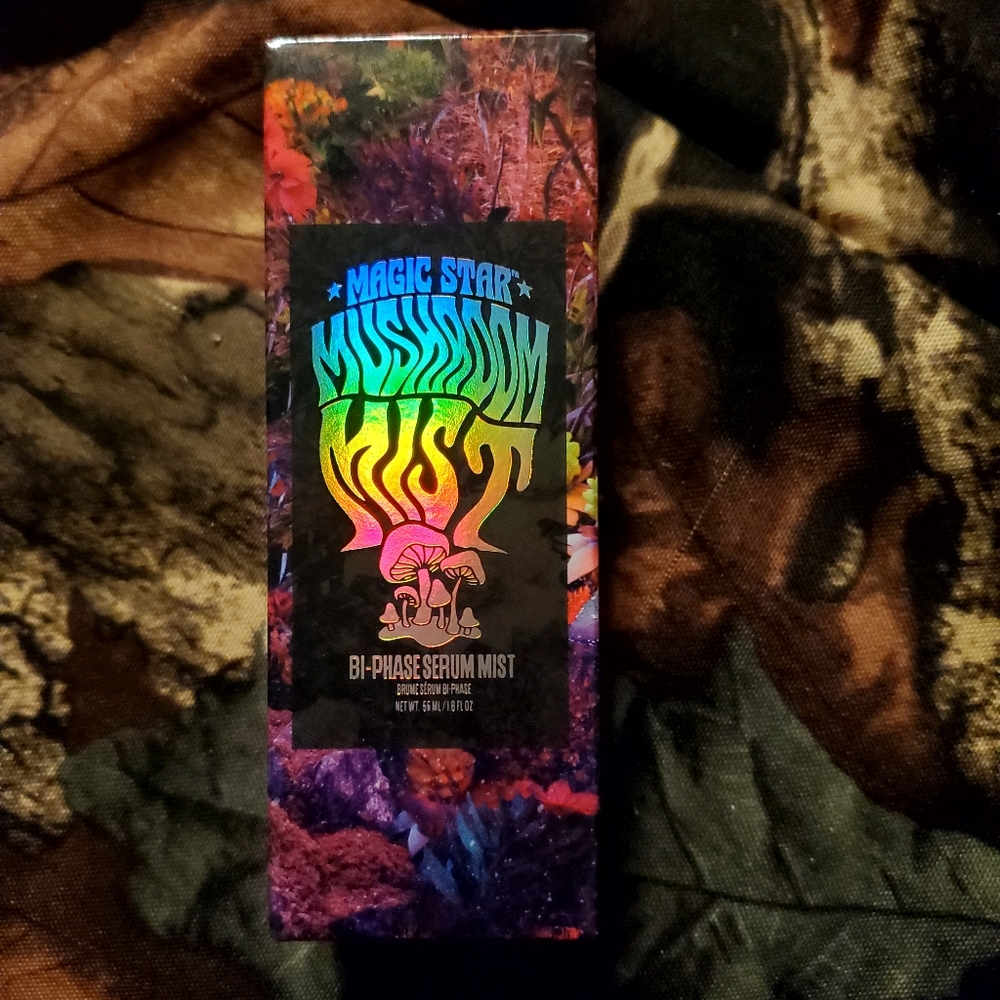 ★ MAGIC STAR™ ★
MUSHROOM
MIST
BI-PHASE SERUM MIST
BRUME SÉRUM BI-PHASE
NET WT. 55 ML / 1.8 FL OZ